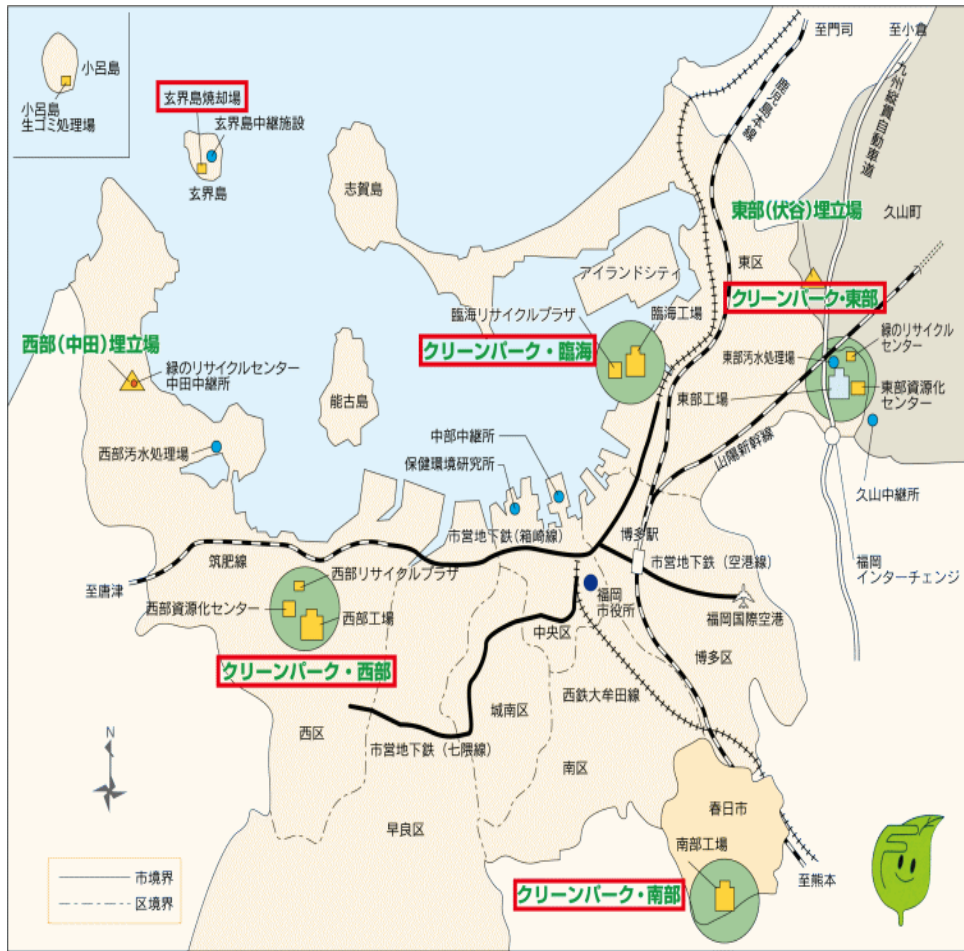 小呂島
小呂島
生ゴミ処理場
玄界島焼却場
玄界島中継施設
玄界島
志賀島
至門司
至小倉
鹿児島本線
九州縦貫自動車道
東部(伏谷)埋立場
久山町
東区
アイランドシティ
クリーンパーク・東部
臨海リサイクルプラザ
臨海工場
クリーンパーク・臨海
緑のリサイクル
センター
東部汚水処理場
東部工場
東部資源化
センター
西部(中田)埋立場
緑のリサイクルセンター
中田中継所
能古島
西部汚水処理場
中部中継所
保健環境研究所
山陽新幹線
久山中継所
市営地下鉄(箱崎線)
博多駅
市営地下鉄(空港線)
福岡
インターチェンジ
筑肥線
至唐津
西部リサイクルプラザ
西部資源化センター
西部工場
福岡
市役所
福岡国際空港
中央区
博多区
クリーンパーク・西部
西鉄大牟田線
城南区
西区
市営地下鉄(七隈線)
南区
N
早良区
春日市
南部工場
至熊本
クリーンパーク・南部
市境界
区境界